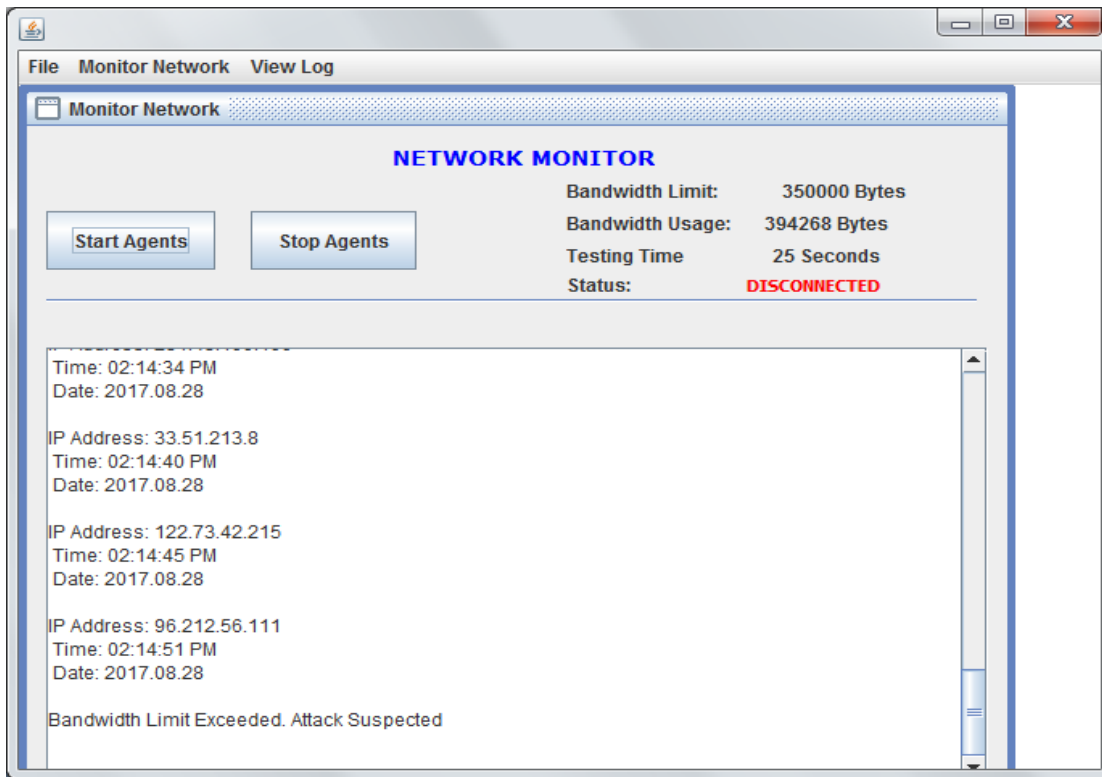 File Monitor Network View Log
Monitor Network
NETWORK MONITOR
Start Agents
Stop Agents
Bandwidth Limit: 350000 Bytes
Bandwidth Usage: 394268 Bytes
Testing Time 25 Seconds
Status: DISCONNECTED
IP Address:
Time: 02:14:34 PM
Date: 2017.08.28
IP Address: 33.51.213.8
Time: 02:14:40 PM
Date: 2017.08.28
IP Address: 122.73.42.215
Time: 02:14:45 PM
Date: 2017.08.28
IP Address: 96.212.56.111
Time: 02:14:51 PM
Date: 2017.08.28
Bandwidth Limit Exceeded. Attack Suspected